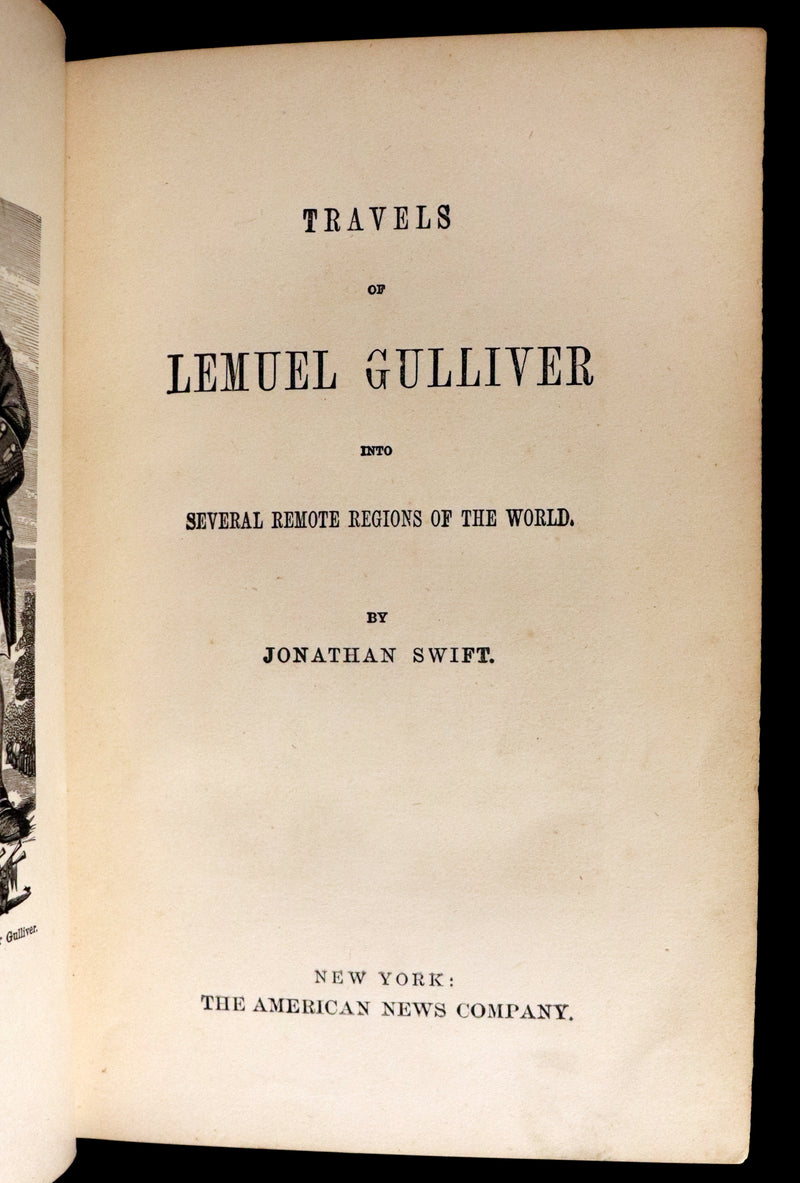 TRAVELS
OF
LEMUEL GULLIVER
INTO
SEVERAL REMOTE REGIONS OF THE WORLD.
BY
JONATHAN SWIFT.
NEW YORK:
THE AMERICAN NEWS COMPANY.
Gulliver.